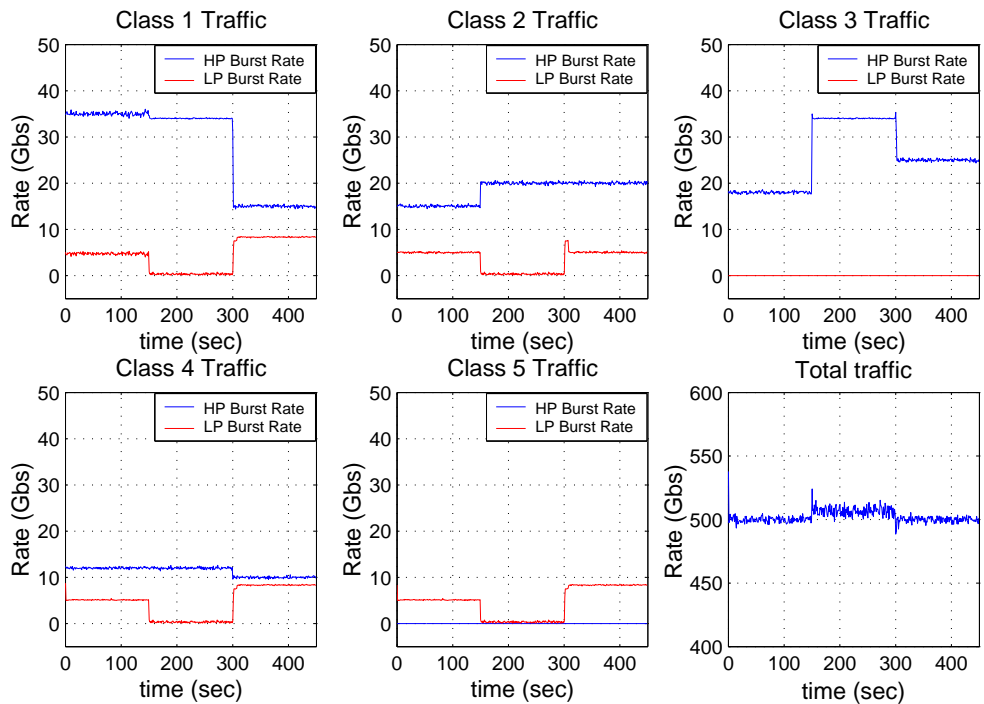 Class 1 Traffic
50
40
30
20
10
0
Rate (Gbs)
HP Burst Rate
LP Burst Rate
0 100 200 300 400
time (sec)
Class 2 Traffic
50
40
30
20
10
0
Rate (Gbs)
HP Burst Rate
LP Burst Rate
0 100 200 300 400
time (sec)
Class 3 Traffic
50
40
30
20
10
0
Rate (Gbs)
HP Burst Rate
LP Burst Rate
0 100 200 300 400
time (sec)
Class 4 Traffic
50
40
30
20
10
0
Rate (Gbs)
HP Burst Rate
LP Burst Rate
0 100 200 300 400
time (sec)
Class 5 Traffic
50
40
30
20
10
0
Rate (Gbs)
HP Burst Rate
LP Burst Rate
0 100 200 300 400
time (sec)
Total traffic
600
550
500
450
400
Rate (Gbs)
0 100 200 300 400
time (sec)